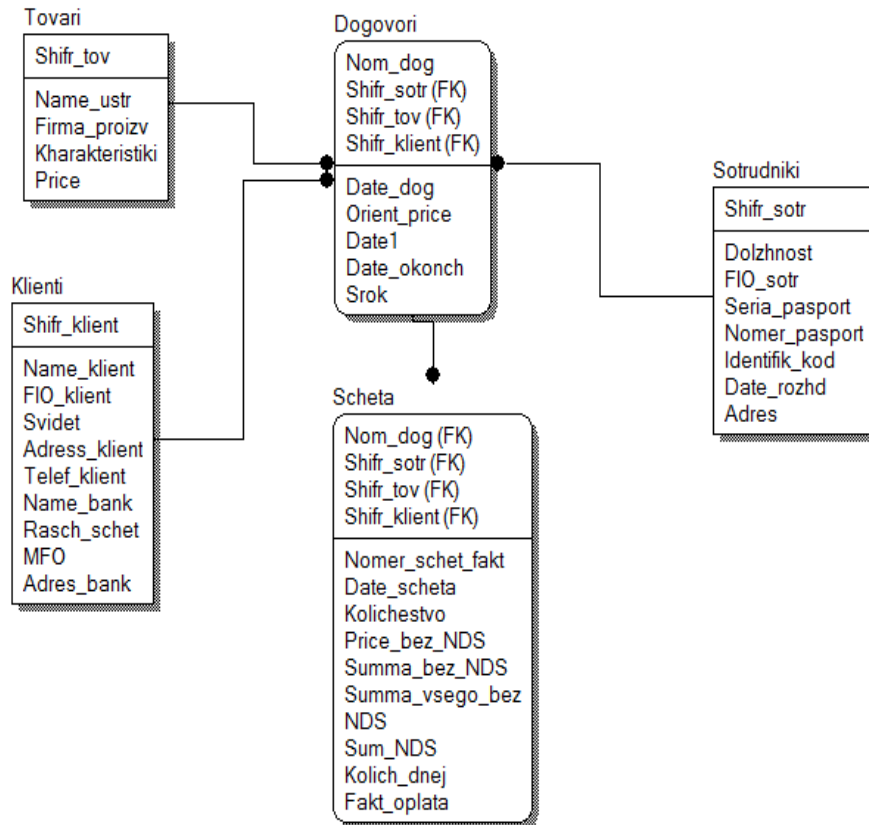 Tovari
Shifr_tov
Name_ustr
Firma_proizv
Kharakteristiki
Price
Dogovori
Nom_dog
Shifr_sotr (FK)
Shifr_tov (FK)
Shifr_klient (FK)
Date_dog
Orient_price
Date1
Date_okonch
Srok
Sotrudniki
Shifr_sotr
Dolzhnost
FIO_sotr
Seria_pasport
Nomer_pasport
Identifik_kod
Date_rozhd
Adres
Klienti
Shifr_klient
Name_klient
FIO_klient
Svidet
Adress_klient
Telef_klient
Name_bank
Rasch_schet
MFO
Adres_bank
Scheta
Nom_dog (FK)
Shifr_sotr (FK)
Shifr_tov (FK)
Shifr_klient (FK)
Nomer_schet_fakt
Date_scheta
Kolichestvo
Price_bez_NDS
Summa_bez_NDS
Summa_vsego_bez
NDS
Sum_NDS
Kolich_dnej
Fakt_oplata